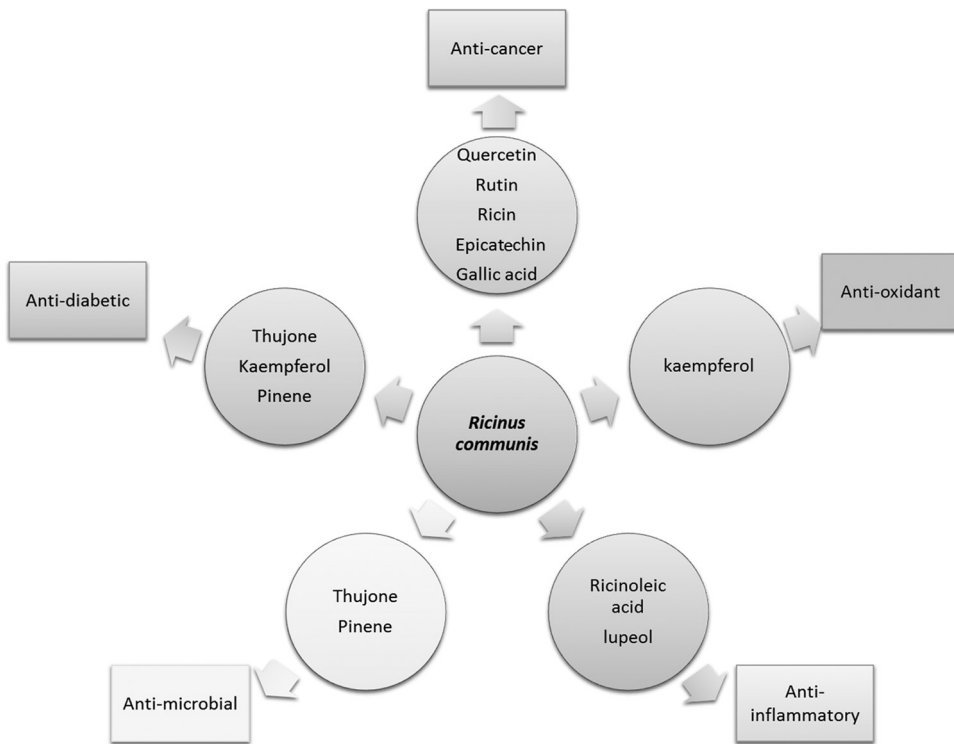 Anti-cancer
Quercetin
Rutin
Ricin
Epicatechin
Gallic acid
Anti-diabetic
Thujone
Kaempferol
Pinene
Ricinus
communis
kaempferol
Anti-oxidant
Thujone
Pinene
Anti-microbial
Ricinoleic
acid
lupeol
Anti-
inflammatory